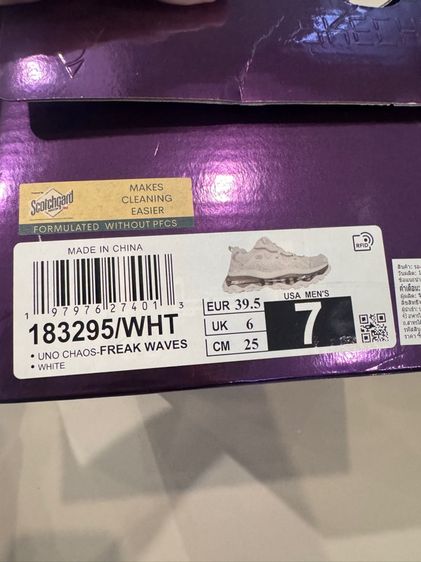 SKECH
Scotchgard
MAKES
CLEANING
EASIER
FORMULATED WITHOUT PFCS
MADE IN CHINA
RFID
1 97976 27401 3
183295/WHT
• UNO CHAOS-FREAK WAVES
• WHITE
USA MEN'S
EUR 39.5
UK 6
CM 25
7